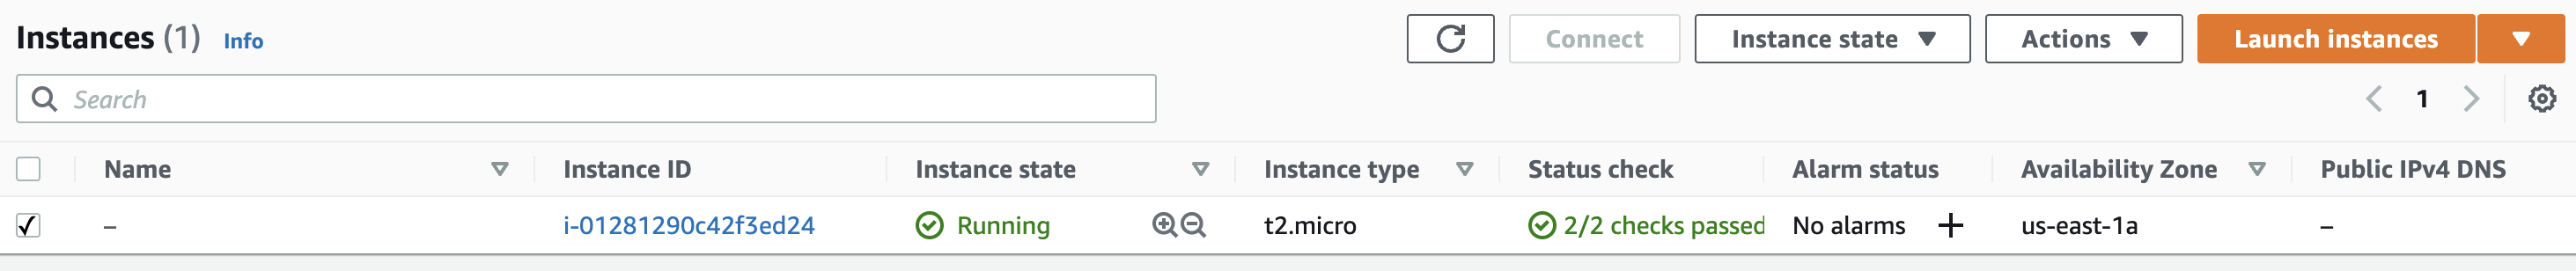 Instances (1) Info Connect Instance state Actions Launch instances
Search 1
Name Instance ID Instance state Instance type Status check Alarm status Availability Zone Public IPv4 DNS
– i-01281290c42f3ed24 Running t2.micro 2/2 checks passed No alarms + us-east-1a –